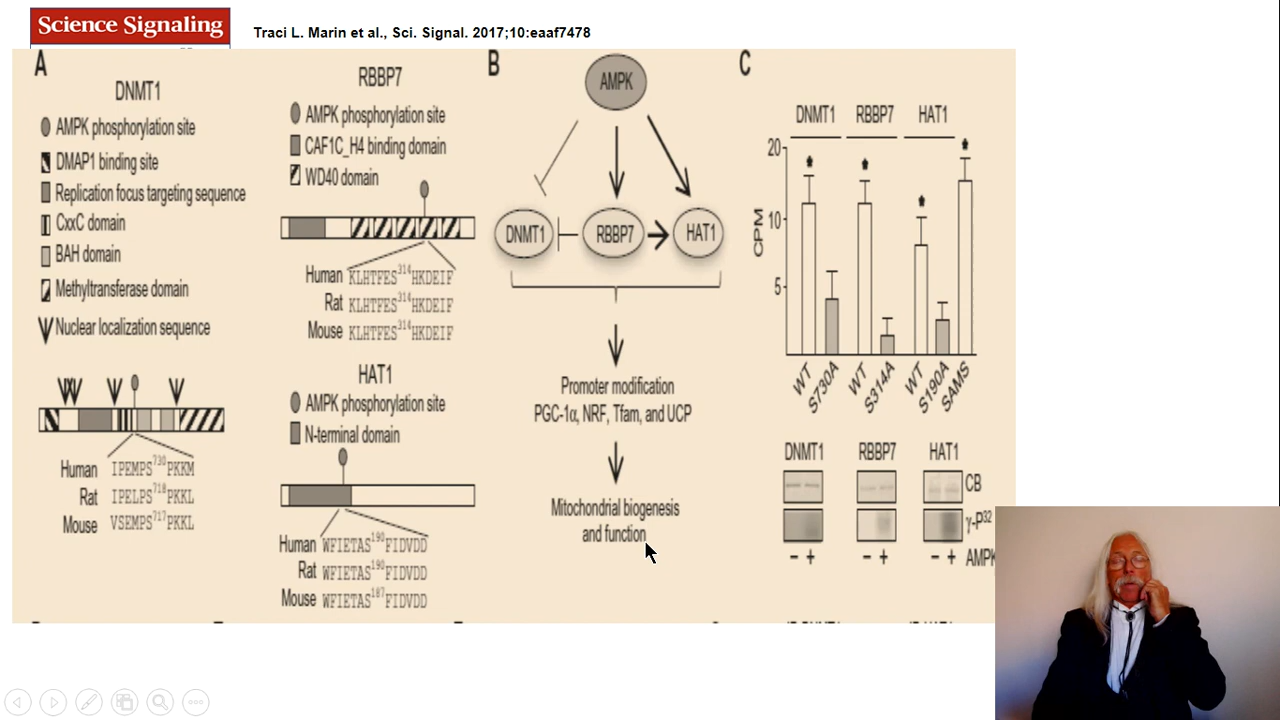 Science Signaling
Traci L. Marin et al., Sci. Signal. 2017;10:eaaf7478
A
DNMT1
AMPK phosphorylation site
DMAP1 binding site
Replication focus targeting sequence
CxxC domain
BAH domain
Methyltransferase domain
Nuclear localization sequence
Human IPEMPS730PKKM
Rat IPELPS718PKKL
Mouse VSEMPS717PKKL
RBBP7
AMPK phosphorylation site
CAF1C_H4 binding domain
WD40 domain
Human KLHTFES314HKDEIF
Rat KLHTFES314HKDEIF
Mouse KLHTFES314HKDEIF
HAT1
AMPK phosphorylation site
N-terminal domain
Human WFIETAS190FIDVDD
Rat WFIETAS190FIDVDD
Mouse WFIETAS187FIDVDD
B
AMPK
DNMT1
RBBP7
HAT1
Promoter modification
PGC-1α, NRF, Tfam, and UCP
Mitochondrial biogenesis
and function
C
DNMT1 RBBP7 HAT1
20
10
5
CPM
WT
S730A
WT
S314A
WT
S190A
SAMS
DNMT1 RBBP7 HAT1
CB
γ-P32
− + − + − + AMPK